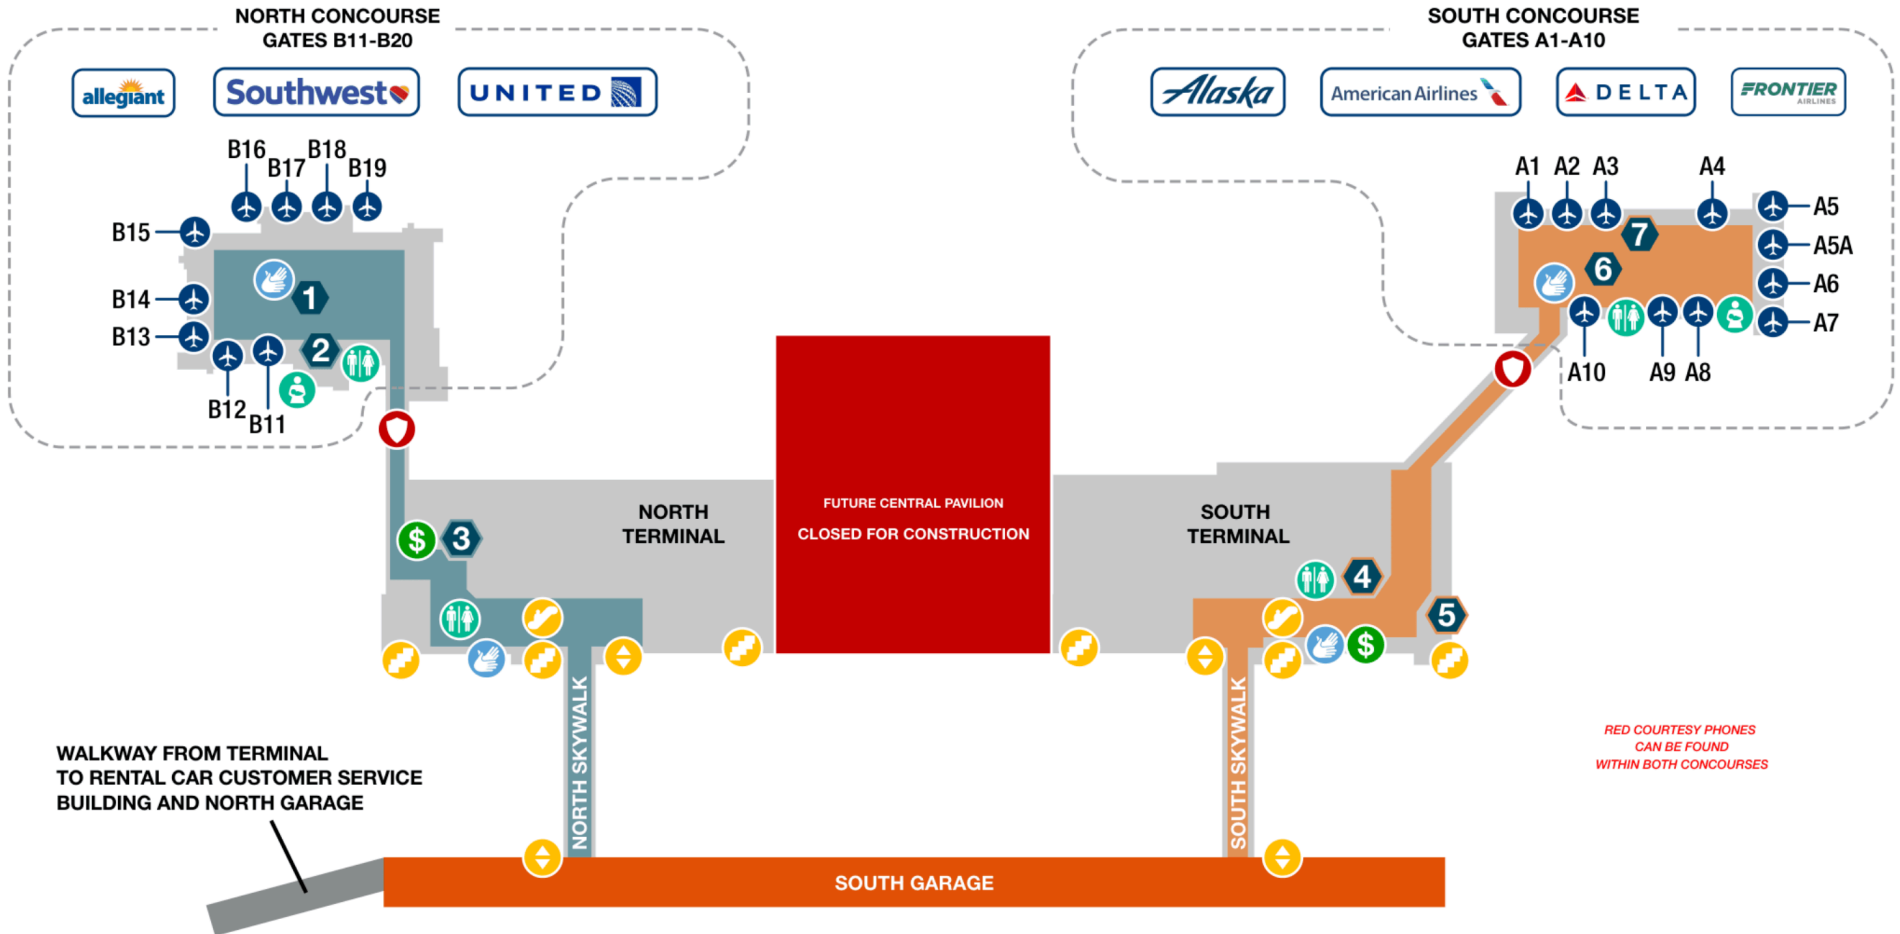 NORTH CONCOURSE
GATES B11-B20
allegiant
Southwest
UNITED
SOUTH CONCOURSE
GATES A1-A10
Alaska
American Airlines
DELTA
FRONTIER
AIRLINES
B16
B17
B18
B19
B15
B14
B13
B12
B11
1
2
A1
A2
A3
A4
A5
A5A
A6
A7
7
6
A10
A9
A8
NORTH
TERMINAL
FUTURE CENTRAL PAVILION
CLOSED FOR CONSTRUCTION
SOUTH
TERMINAL
$
3
4
5
$
NORTH SKYWALK
SOUTH SKYWALK
RED COURTESY PHONES
CAN BE FOUND
WITHIN BOTH CONCOURSES
WALKWAY FROM TERMINAL
TO RENTAL CAR CUSTOMER SERVICE
BUILDING AND NORTH GARAGE
SOUTH GARAGE